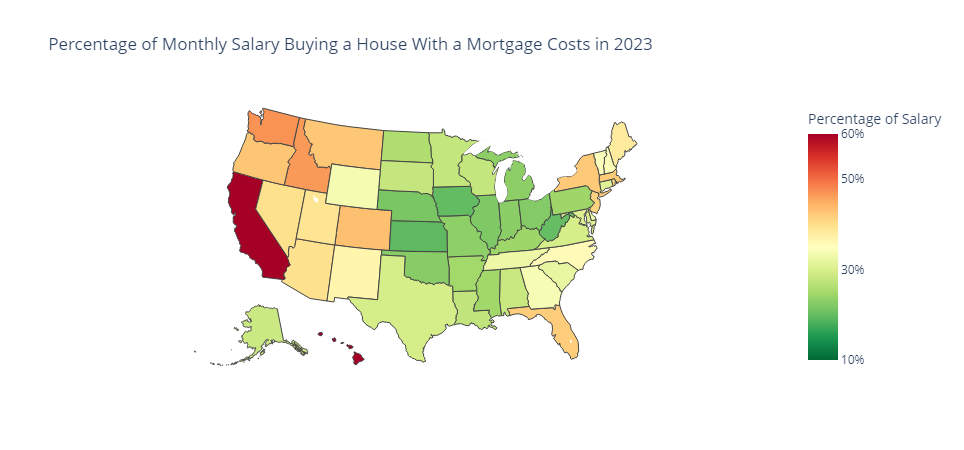 Percentage of Monthly Salary Buying a House With a Mortgage Costs in 2023
Percentage of Salary
60%
50%
30%
10%